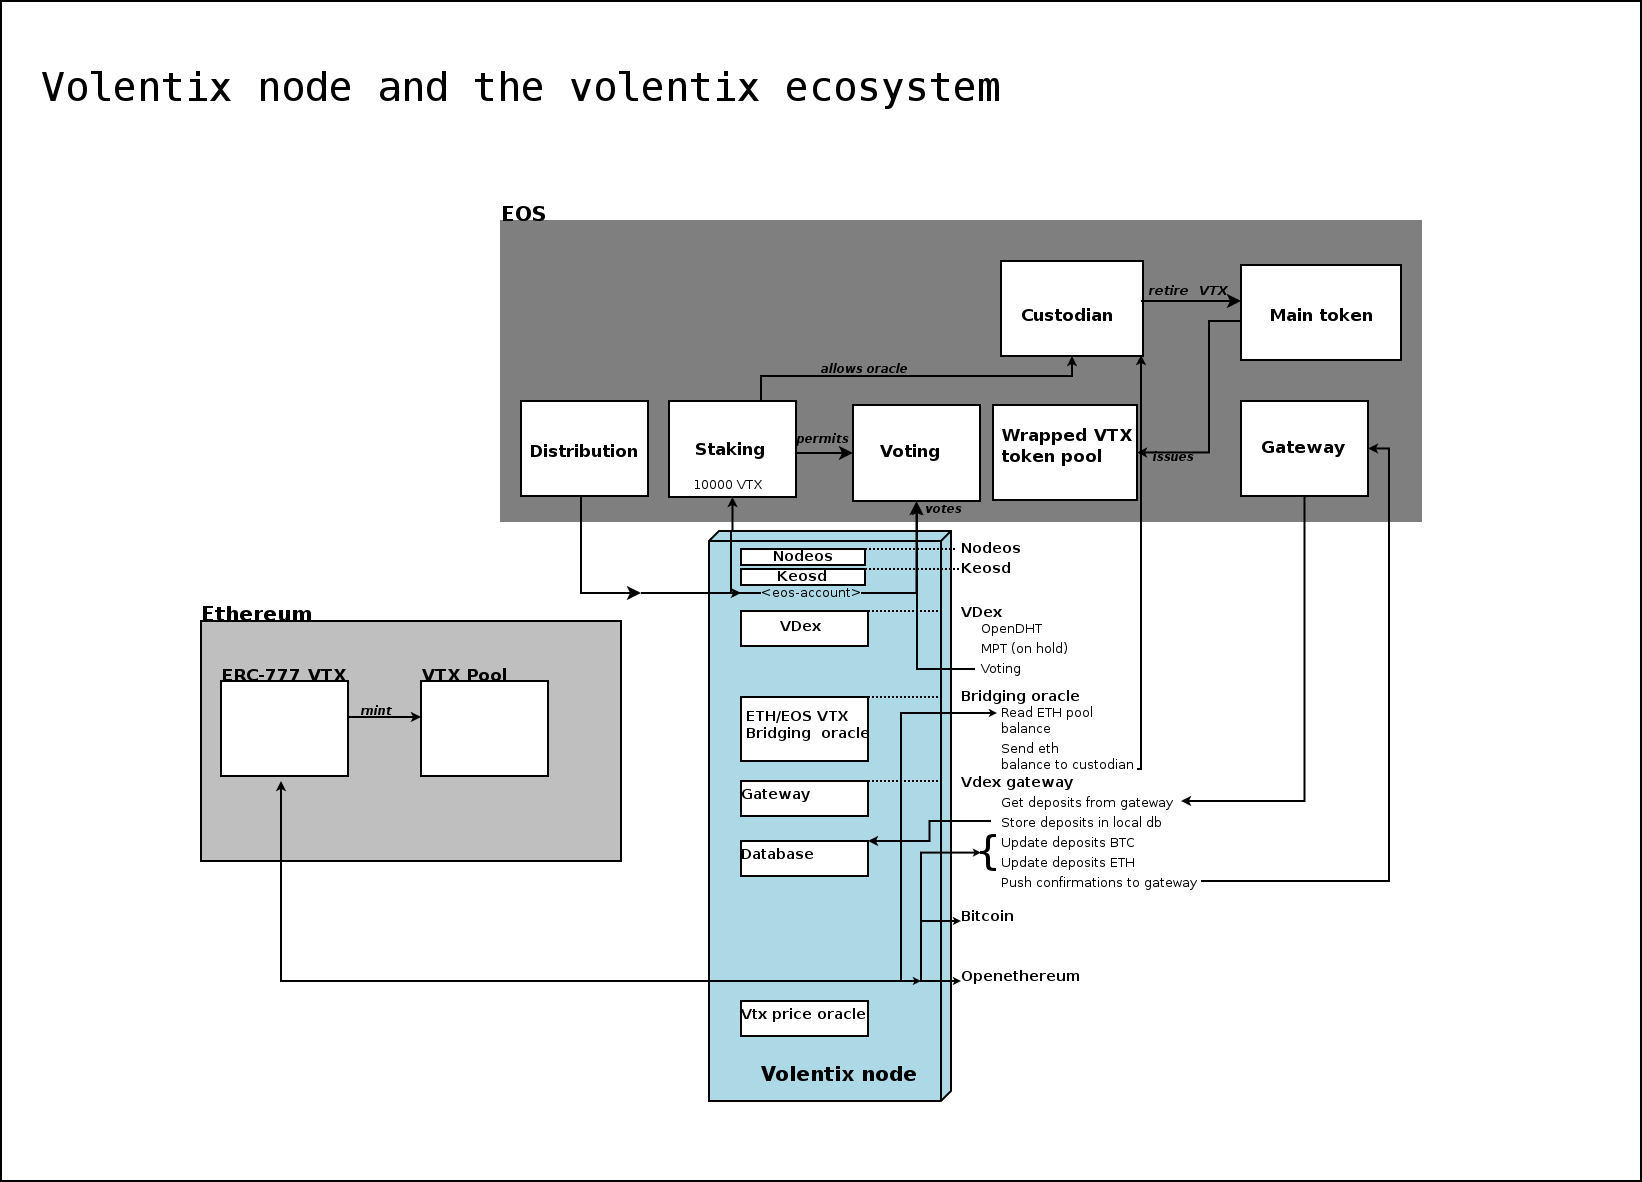 Volentix node and the volentix ecosystem
EOS
Custodian
retire VTX
Main token
allows oracle
Distribution
Staking
10000 VTX
permits
Voting
Wrapped VTX
token pool
issues
Gateway
votes
Nodeos
Keosd
<eos-account>
VDex
ETH/EOS VTX
Bridging oracle
Gateway
Database
Vtx price oracle
Volentix node
Nodeos
Keosd
VDex
OpenDHT
MPT (on hold)
Voting
Bridging oracle
Read ETH pool
balance
Send eth
balance to custodian
Vdex gateway
Get deposits from gateway
Store deposits in local db
{
Update deposits BTC
Update deposits ETH
Push confirmations to gateway
Bitcoin
Openethereum
Ethereum
ERC-777 VTX
mint
VTX Pool